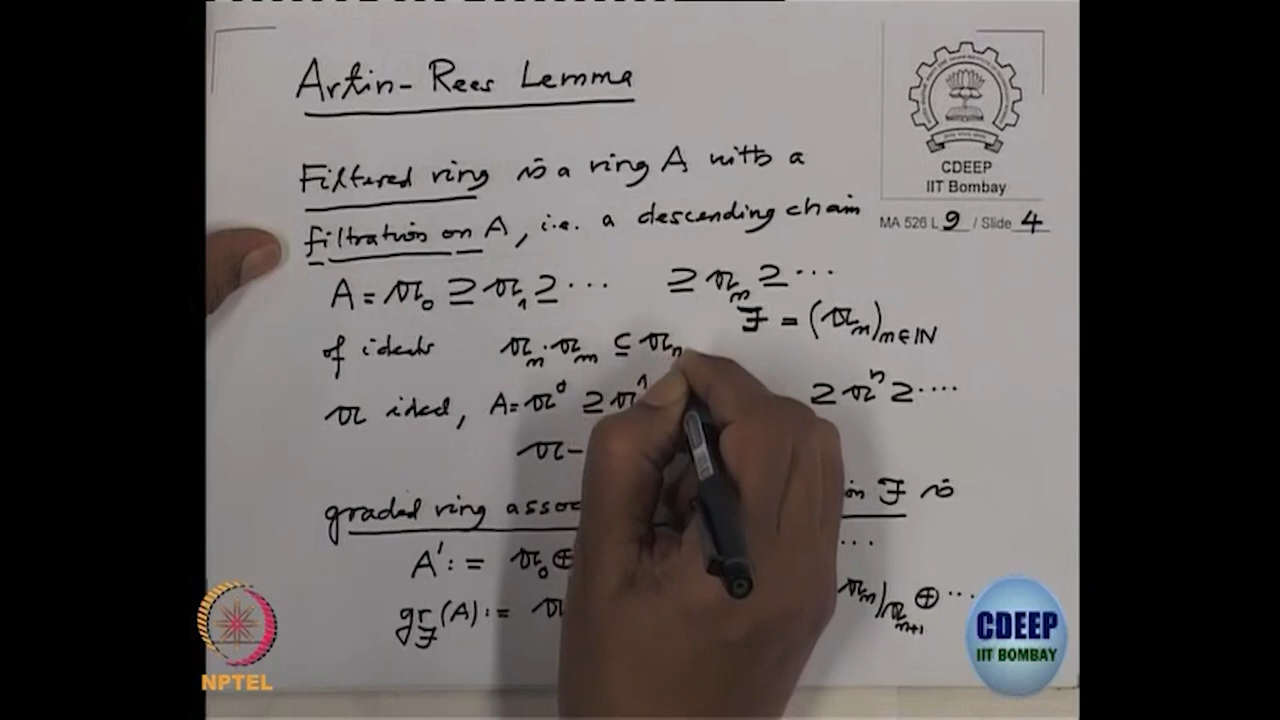 Artin-Rees Lemma
CDEEP
IIT Bombay
MA 526 L 9 / Slide 4
Filtered ring is a ring A with a
filtration on A, i.e. a descending chain
A = 𝔞₀ ⊇ 𝔞₁ ⊇ ··· ⊇ 𝔞ₙ ⊇ ···
𝓕 = (𝔞ₙ)ₙ∈ℕ
of ideals 𝔞ₙ · 𝔞ₘ ⊆ 𝔞ₙ
𝔞 ideal, A = 𝔞⁰ ⊇ 𝔞¹ ⊇ 𝔞ⁿ ⊇ ····
𝔞-
graded ring 𝓕 is
A' := 𝔞₀ ⊕ ···
gr_𝓕(A) := 𝔞ₙ/𝔞ₙ₊₁ ⊕ ···
NPTEL
CDEEP
IIT BOMBAY